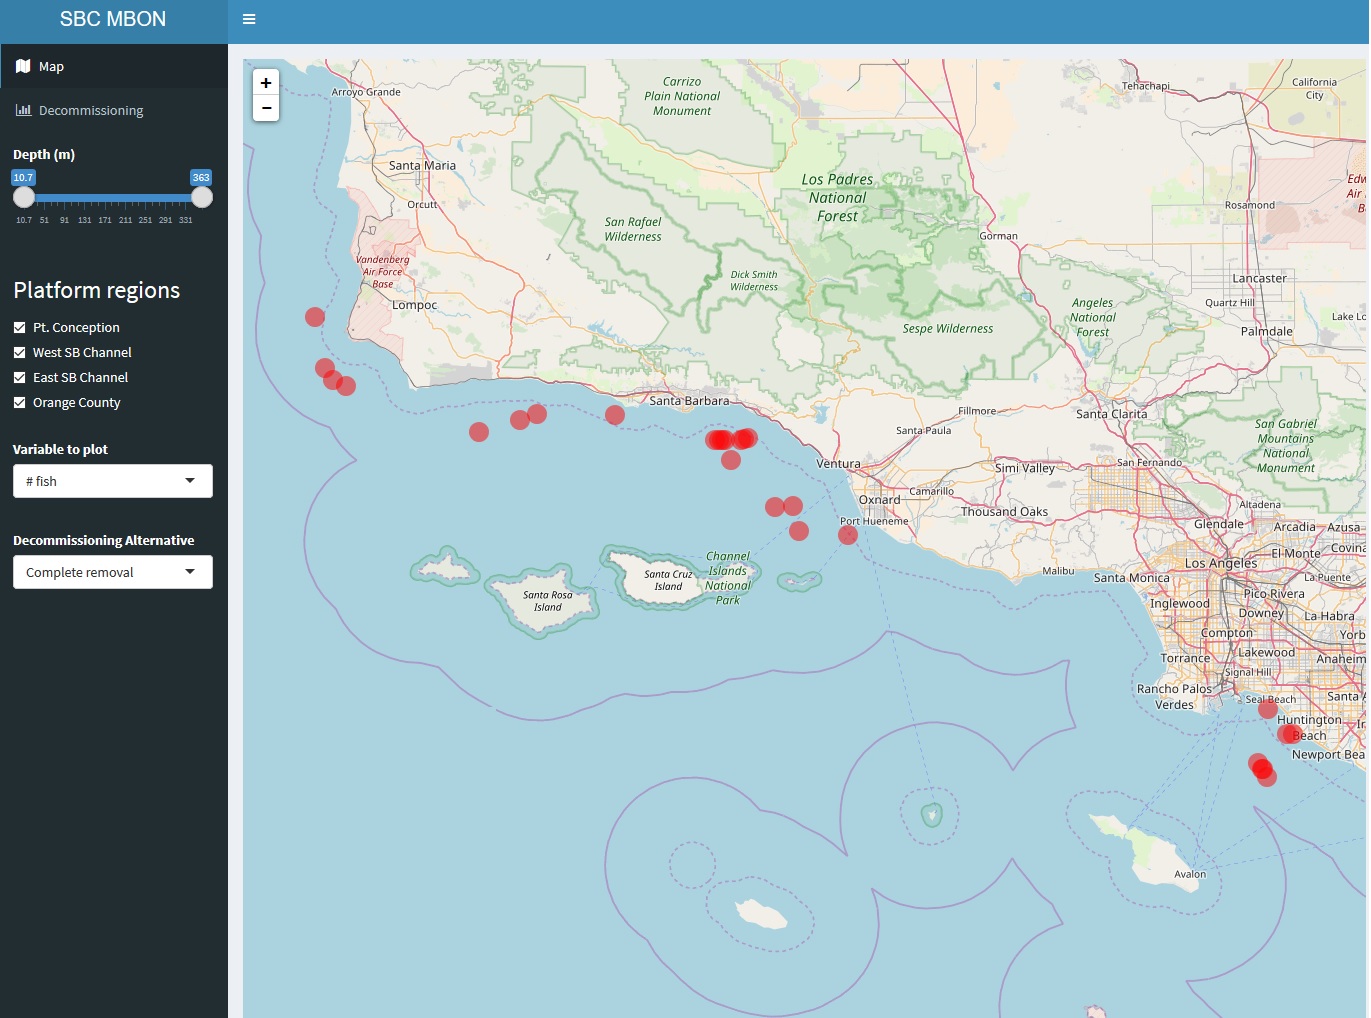 SBC MBON
Map
Decommissioning
Depth (m)
10.7 363
10.7 51 91 131 171 211 251 291 331
Platform regions
Pt. Conception
West SB Channel
East SB Channel
Orange County
Variable to plot
# fish
Decommissioning Alternative
Complete removal
+
−
Arroyo Grande
Carrizo
Plain National
Monument
Tehachapi
California
City
Santa Maria
Los Padres
National
Forest
Orcutt
San Rafael
Wilderness
Rosamond
Edw
Air
B
Gorman
Vandenberg
Air Force
Base
Dick Smith
Wilderness
Lancaster
Lompoc
Angeles
National
Forest
Quartz Hill
Lake Lo
Sespe Wilderness
Palmdale
Santa Barbara
Fillmore
Santa Clarita
Santa Paula
San Gabriel
Mountains
National
Monument
Ventura
Simi Valley
San Fernando
Oxnard
Camarillo
Thousand Oaks
Altadena
Port Hueneme
Glendale
Arcadia
Azusa
El Monte
Covina
Channel
Islands
National
Park
Los Angeles
Malibu
Santa Monica
La Puente
Santa Cruz
Island
Santa Rosa
Island
Inglewood
Pico Rivera
Downey
La Habra
Compton
Yorb
Torrance
Lakewood
Anaheim
Signal Hill
Rancho Palos
Verdes
Seal Beach
Santa A
Huntington
Beach
Ir
Newport Bea
Avalon